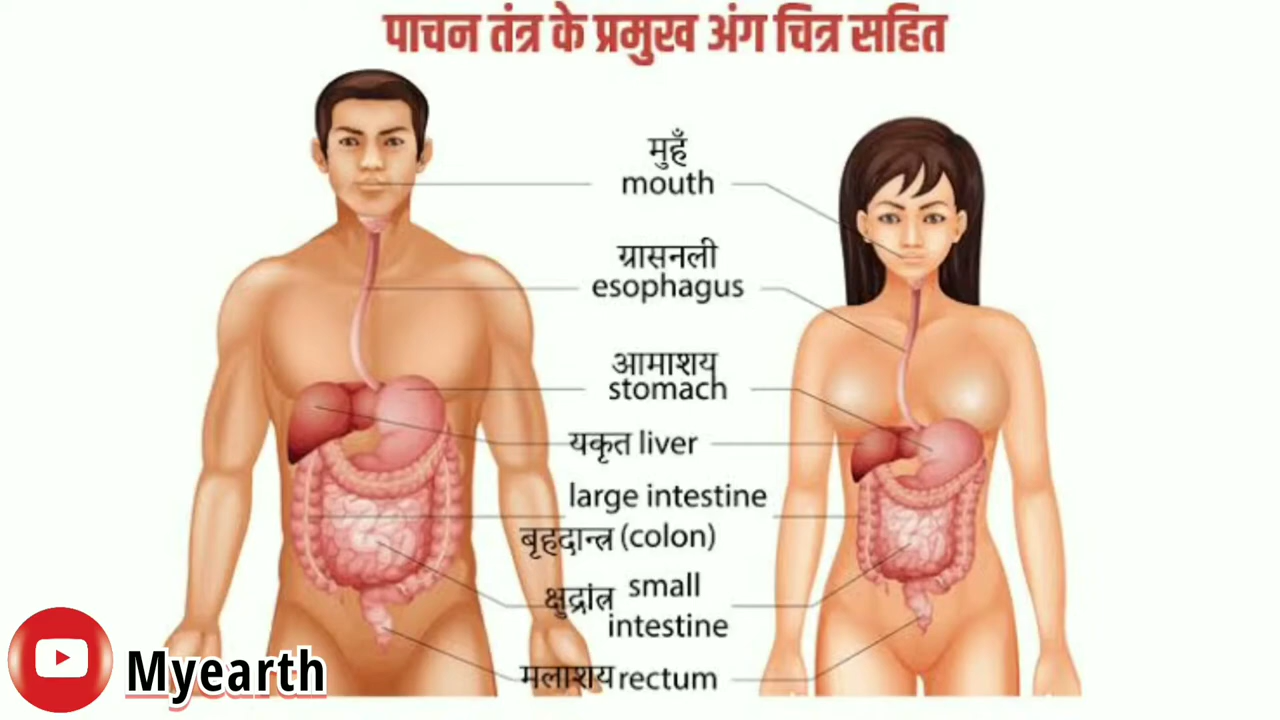 पाचन तंत्र के प्रमुख अंग चित्र सहित
मुहँ
mouth
ग्रासनली
esophagus
आमाशय
stomach
यकृत liver
large intestine
बृहदान्त्र (colon)
क्षुद्रांत्र small
intestine
मलाशय rectum
Myearth